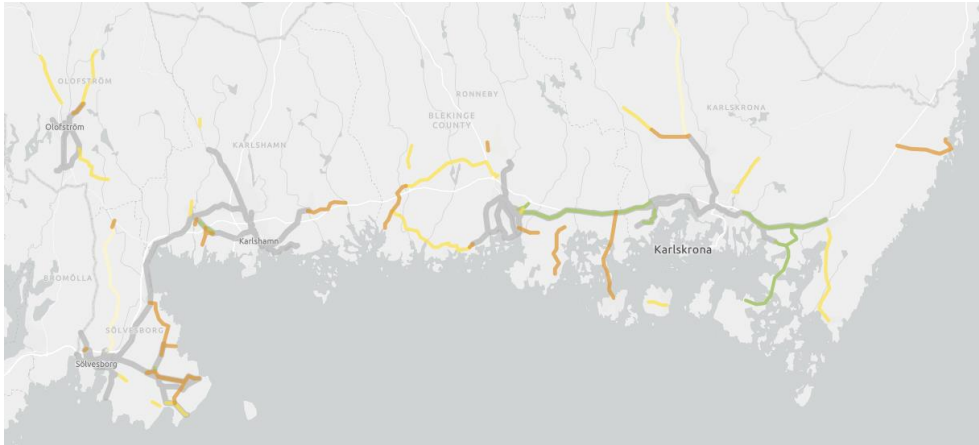 OLOFSTRÖM
Olofström
KARLSHAMN
RONNEBY
BLEKINGE
COUNTY
KARLSKRONA
Karlshamn
Karlskrona
BROMÖLLA
SÖLVESBORG
Sölvesborg